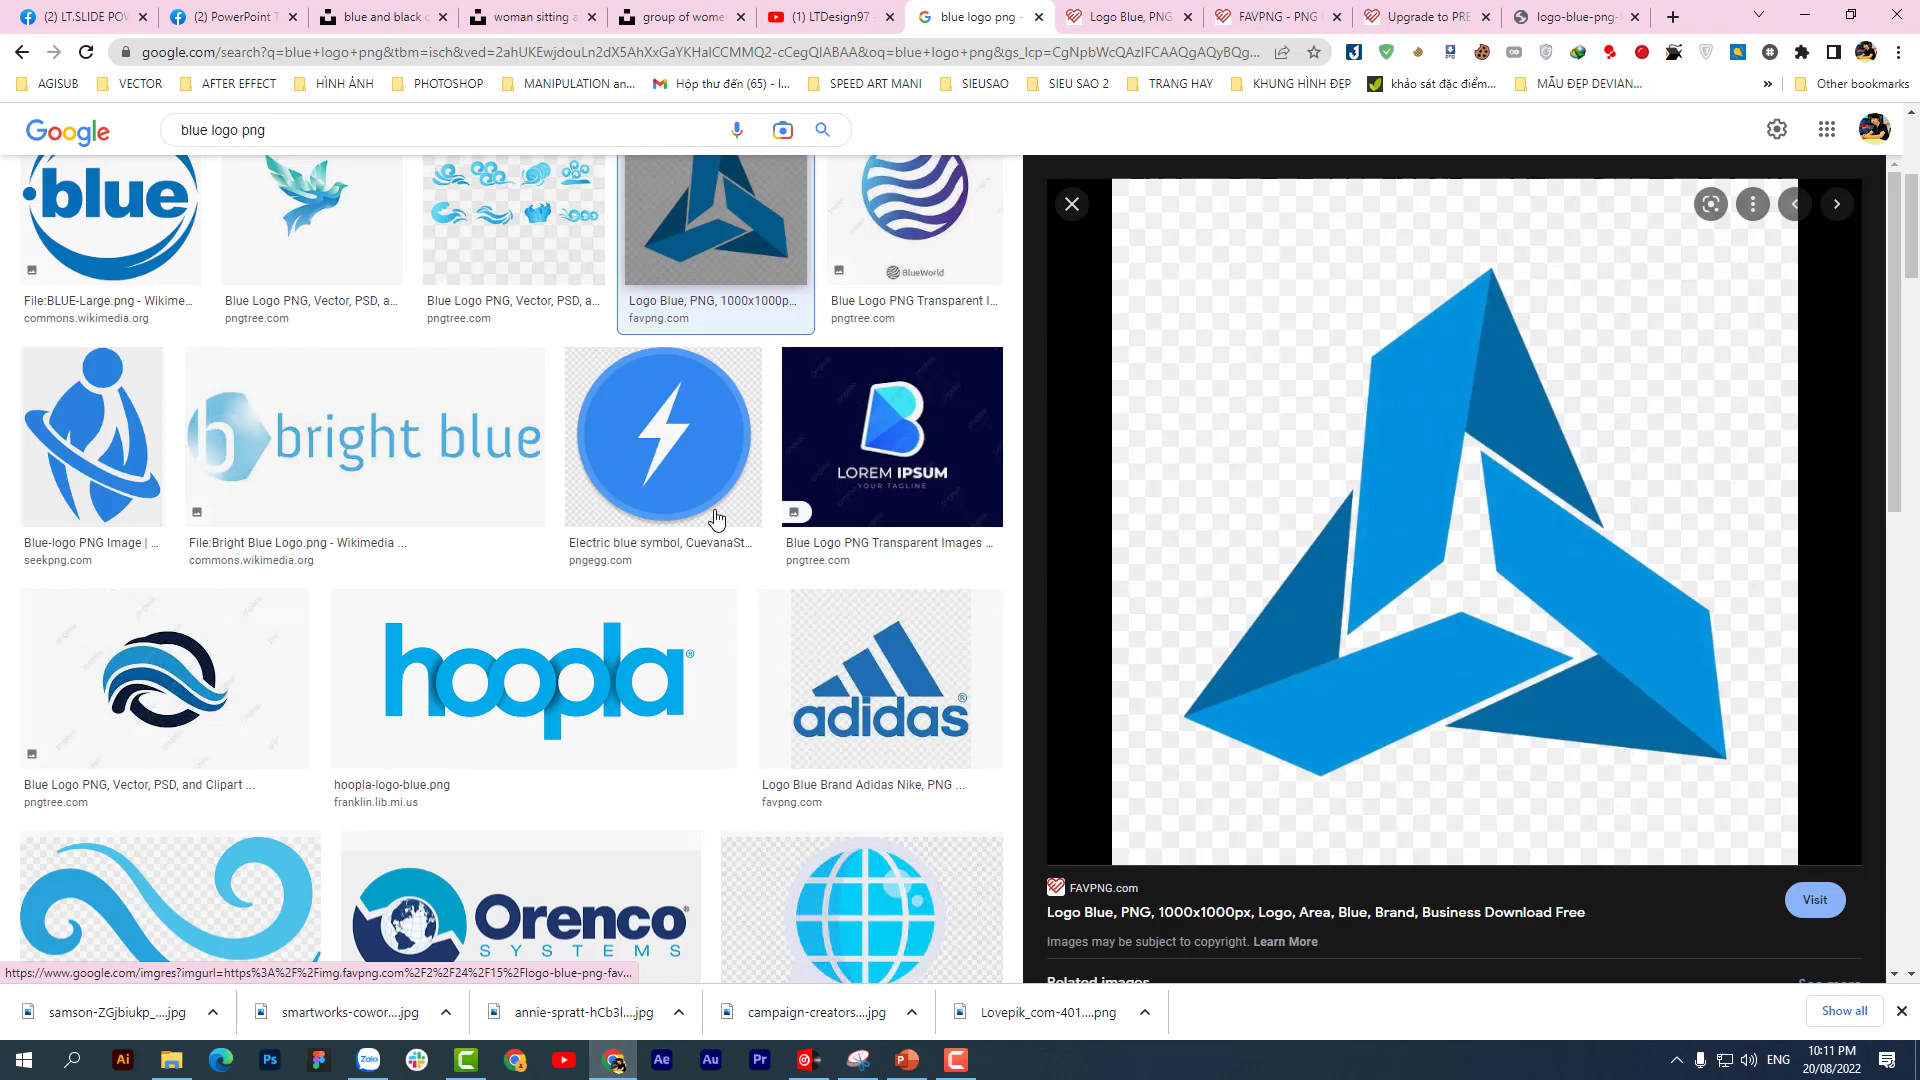 (2) LT.SLIDE POV
(2) PowerPoint T
blue and black c
woman sitting a
group of wome
(1) LTDesign97 -
blue logo png -
Logo Blue, PNG
FAVPNG - PNG
Upgrade to PRE
logo-blue-png-
google.com/search?q=blue+logo+png&tbm=isch&ved=2ahUKEwjdouLn2dX5AhXxGaYKHalCCMMQ2-cCegQIABAA&oq=blue+logo+png&gs_lcp=CgNpbWcQAzIFCAAQgAQyBQg...
AGISUB
VECTOR
AFTER EFFECT
HÌNH ẢNH
PHOTOSHOP
MANIPULATION an...
Hộp thư đến (65) - l...
SPEED ART MANI
SIEUSAO
SIEU SAO 2
TRANG HAY
KHUNG HÌNH ĐẸP
khảo sát đặc điểm...
MẪU ĐẸP DEVIAN...
»
Other bookmarks
Google
blue logo png
blue
BlueWorld
File:BLUE-Large.png - Wikime...
commons.wikimedia.org
Blue Logo PNG, Vector, PSD, a...
pngtree.com
Blue Logo PNG, Vector, PSD, a...
pngtree.com
Logo Blue, PNG, 1000x1000p...
favpng.com
Blue Logo PNG Transparent I...
pngtree.com
b bright blue
B
LOREM IPSUM
YOUR TAGLINE
Blue-logo PNG Image | ...
seekpng.com
File:Bright Blue Logo.png - Wikimedia ...
commons.wikimedia.org
Electric blue symbol, CuevanaSt...
pngegg.com
Blue Logo PNG Transparent Images ...
pngtree.com
hoopla®
adidas®
Blue Logo PNG, Vector, PSD, and Clipart ...
pngtree.com
hoopla-logo-blue.png
franklin.lib.mi.us
Logo Blue Brand Adidas Nike, PNG ...
favpng.com
Orenco®
SYSTEMS
FAVPNG.com
Logo Blue, PNG, 1000x1000px, Logo, Area, Blue, Brand, Business Download Free
Images may be subject to copyright. Learn More
Visit
Related images
See more
https://www.google.com/imgres?imgurl=https%3A%2F%2Fimg.favpng.com%2F2%2F24%2F15%2Flogo-blue-png-fav...
samson-ZGjbiukp_....jpg
smartworks-cowor....jpg
annie-spratt-hCb3l....jpg
campaign-creators....jpg
Lovepik_com-401....png
Show all
Ai
Ps
Zalo
Ae
Au
Pr
ENG
10:11 PM
20/08/2022